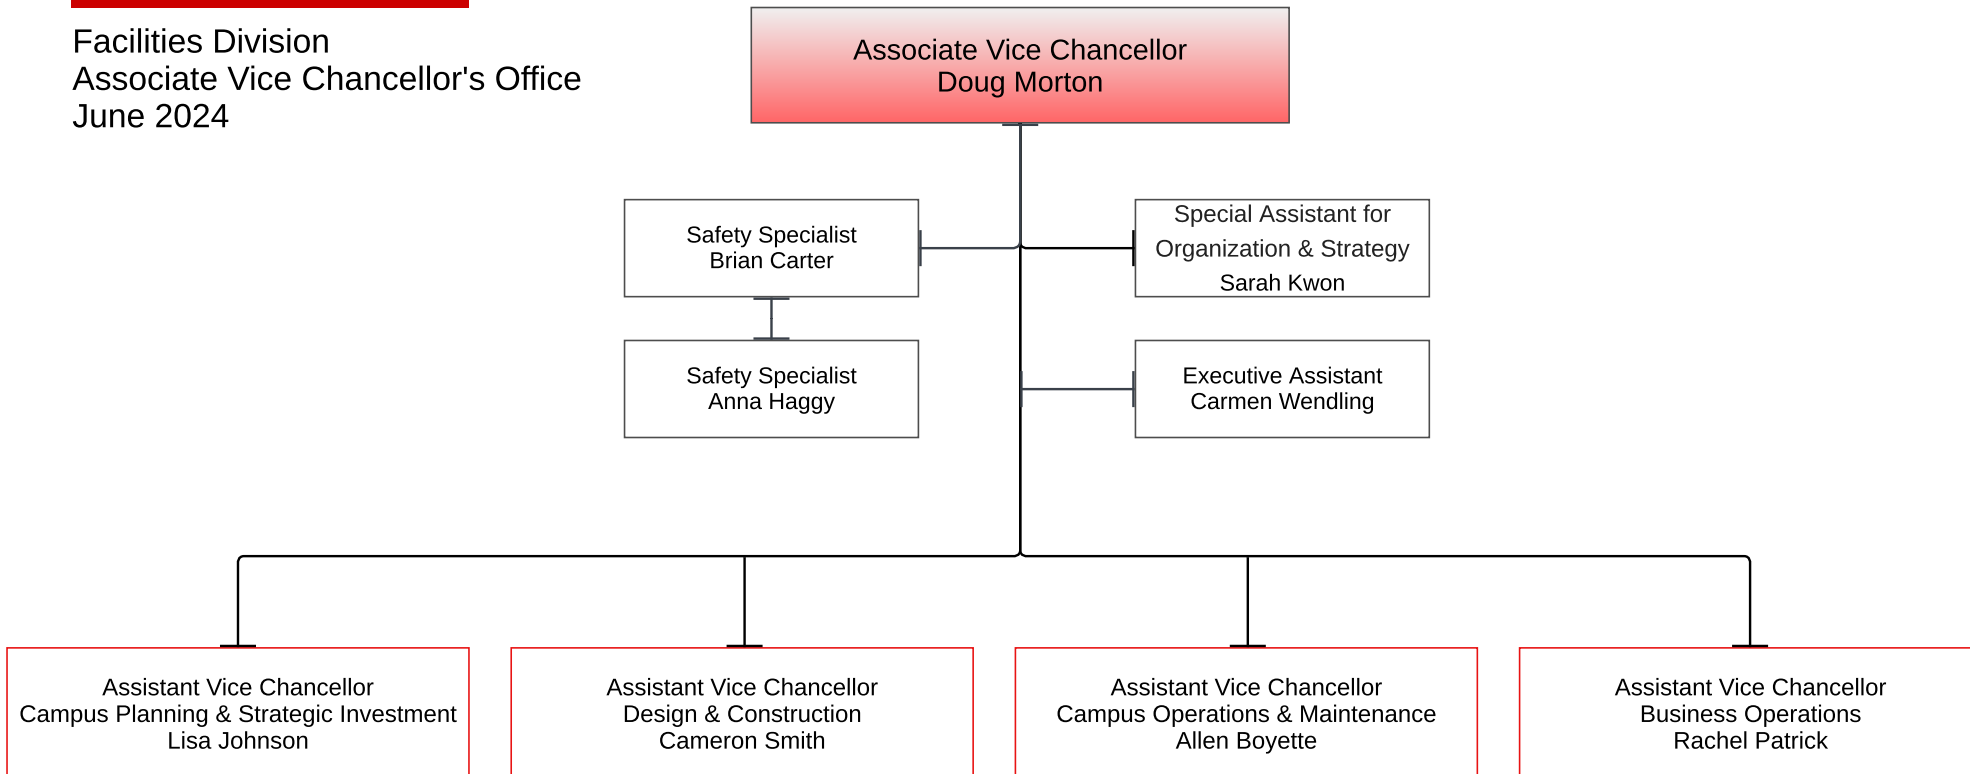 Facilities Division
Associate Vice Chancellor's Office
June 2024
Associate Vice Chancellor
Doug Morton
Safety Specialist
Brian Carter
Special Assistant for
Organization & Strategy
Sarah Kwon
Safety Specialist
Anna Haggy
Executive Assistant
Carmen Wendling
Assistant Vice Chancellor
Campus Planning & Strategic Investment
Lisa Johnson
Assistant Vice Chancellor
Design & Construction
Cameron Smith
Assistant Vice Chancellor
Campus Operations & Maintenance
Allen Boyette
Assistant Vice Chancellor
Business Operations
Rachel Patrick